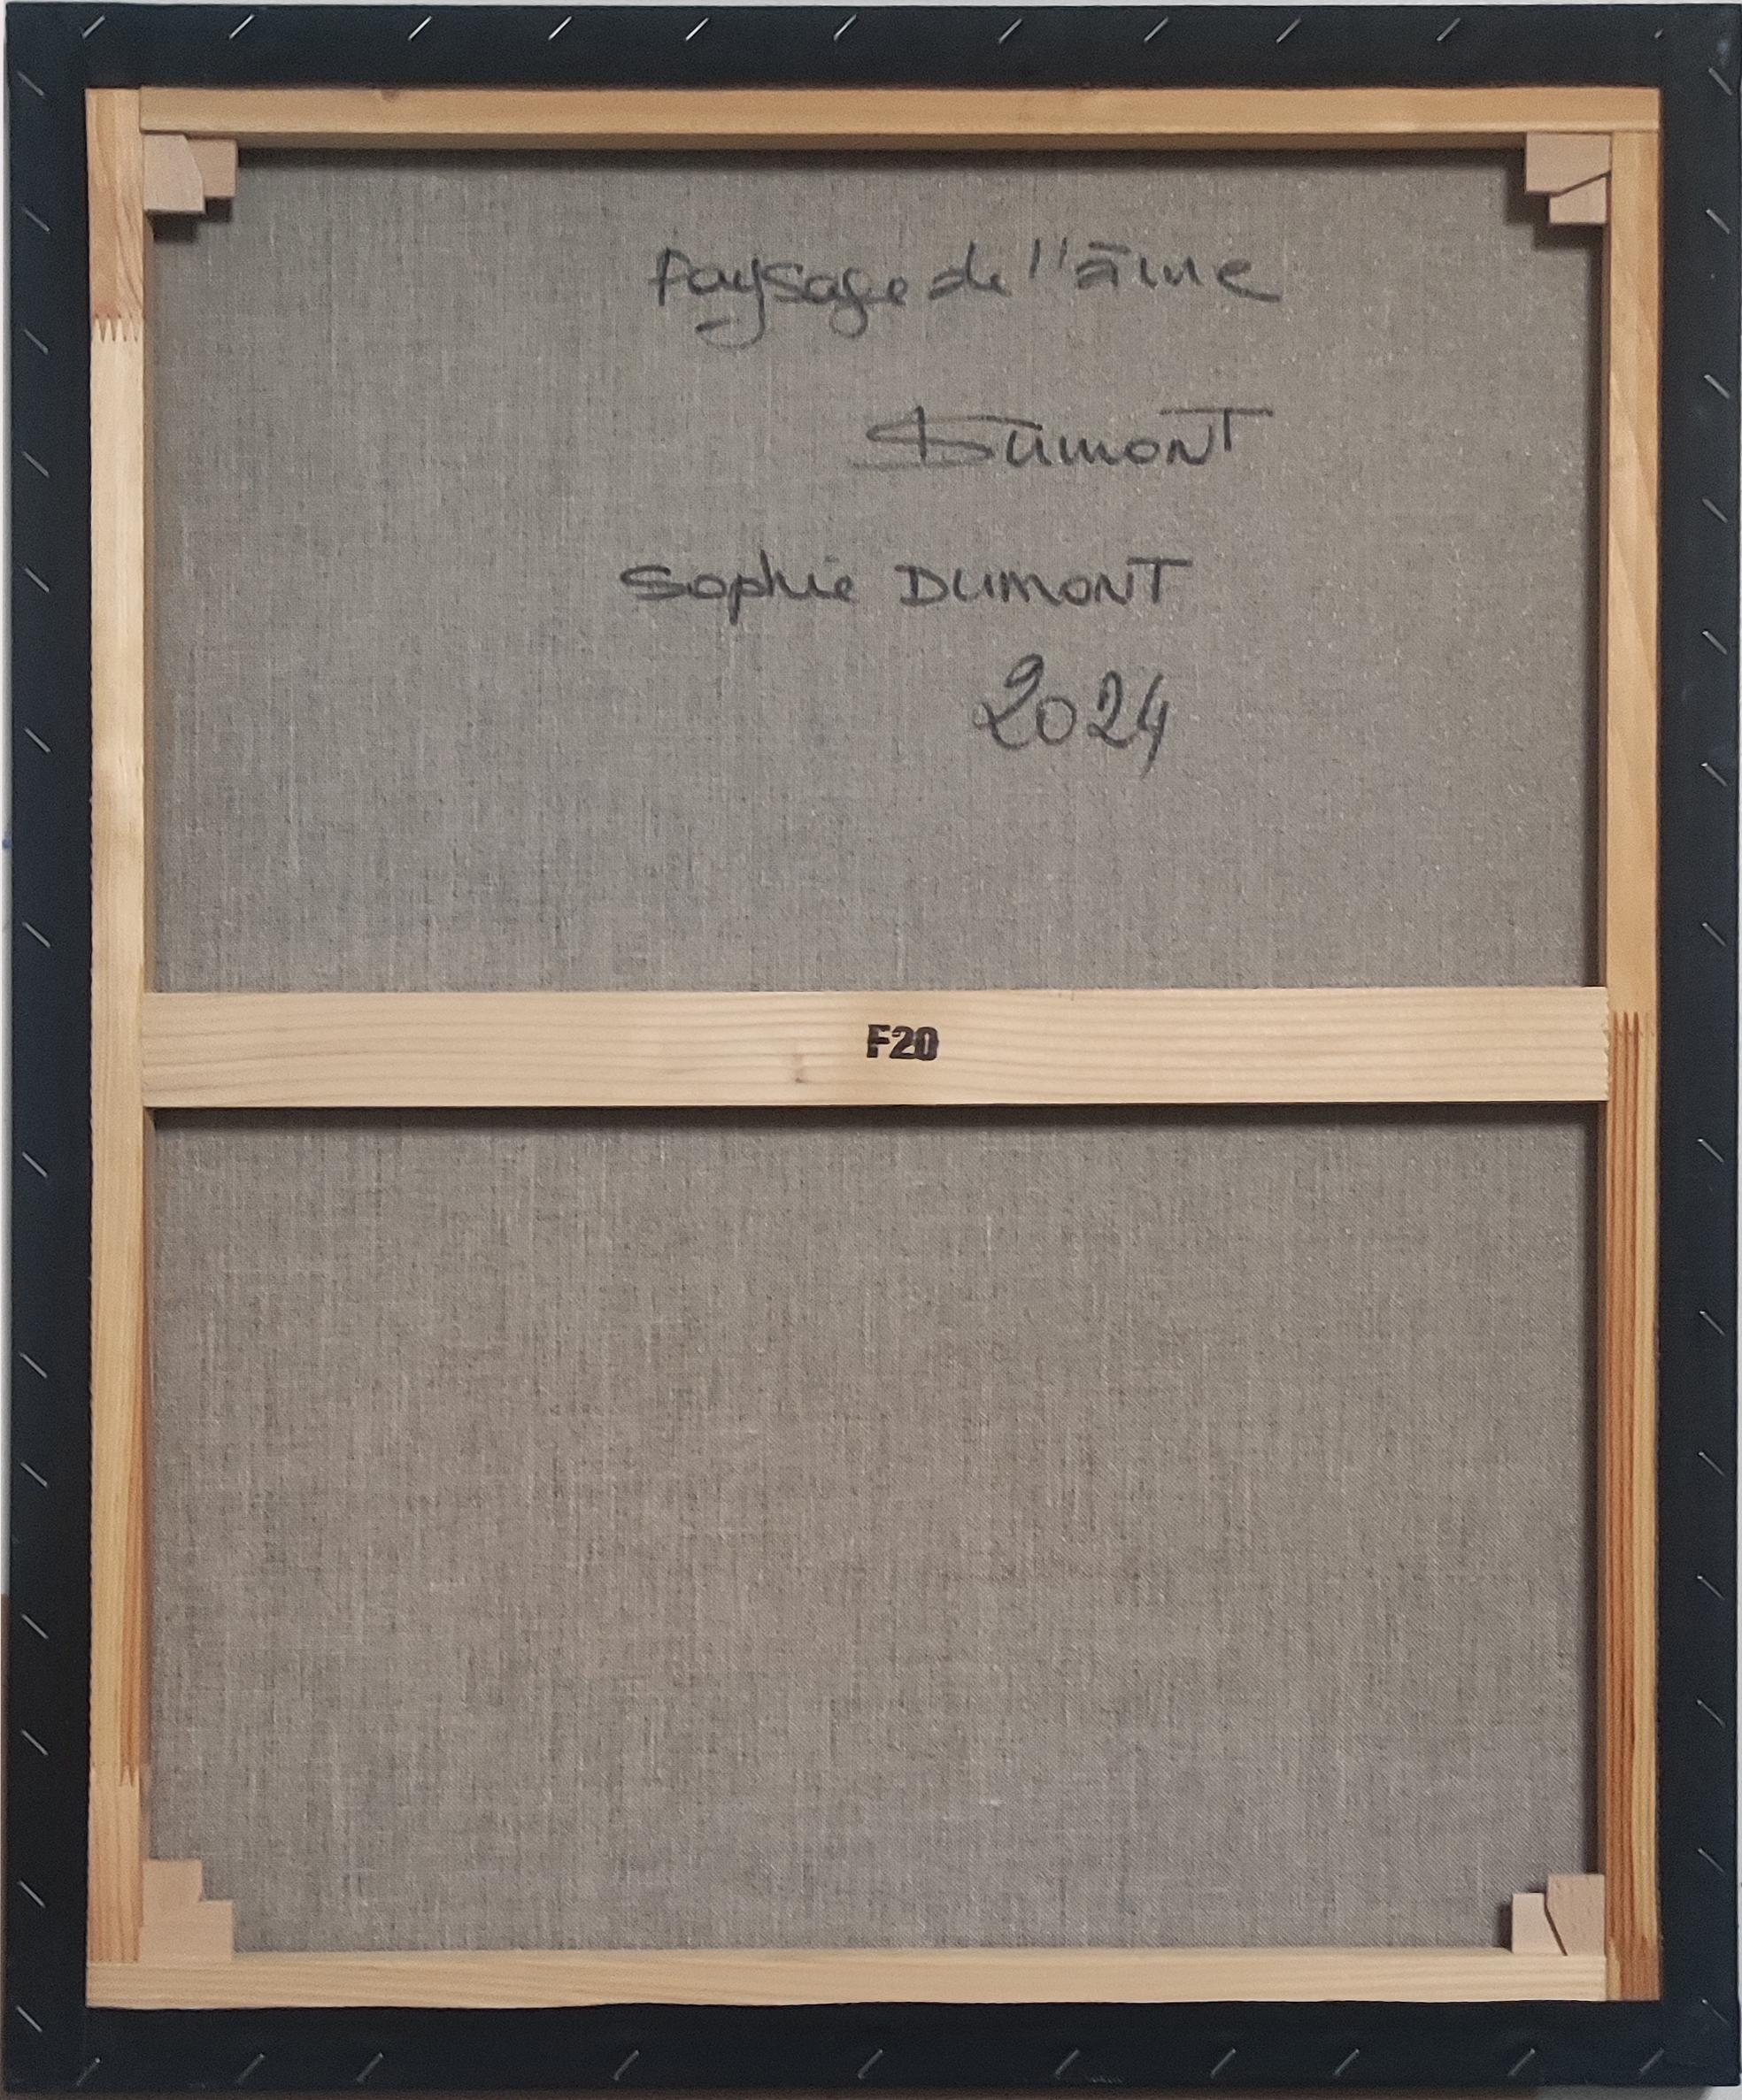 Paysage de l'âme
Dumont
Sophie DUMONT
2024
F20